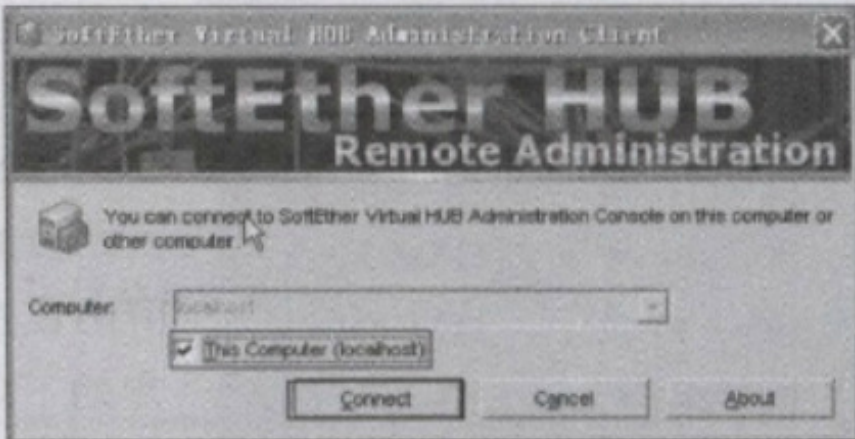 SoftEther Virtual HUB Administration Client
SoftEther HUB
Remote Administration
You can connect to SoftEther Virtual HUB Administration Console on this computer or
other computer.
Computer:
localhost
This Computer (localhost)
Connect
Cancel
About